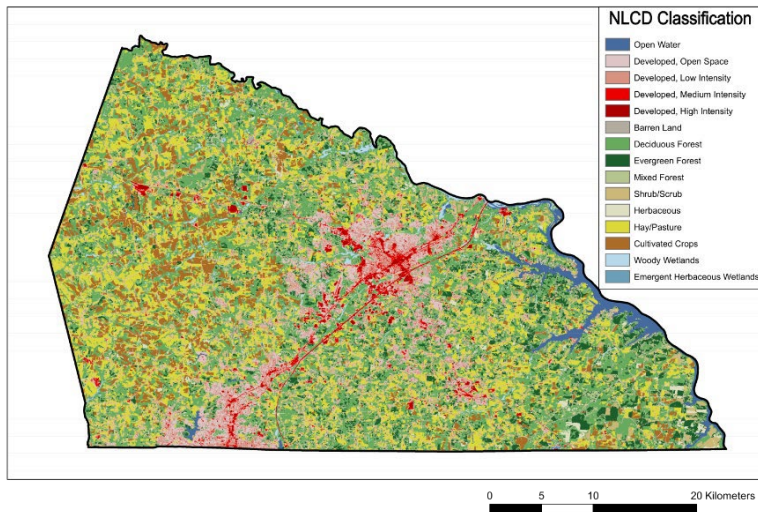 NLCD Classification
Open Water
Developed, Open Space
Developed, Low Intensity
Developed, Medium Intensity
Developed, High Intensity
Barren Land
Deciduous Forest
Evergreen Forest
Mixed Forest
Shrub/Scrub
Herbaceous
Hay/Pasture
Cultivated Crops
Woody Wetlands
Emergent Herbaceous Wetlands
0 5 10 20 Kilometers